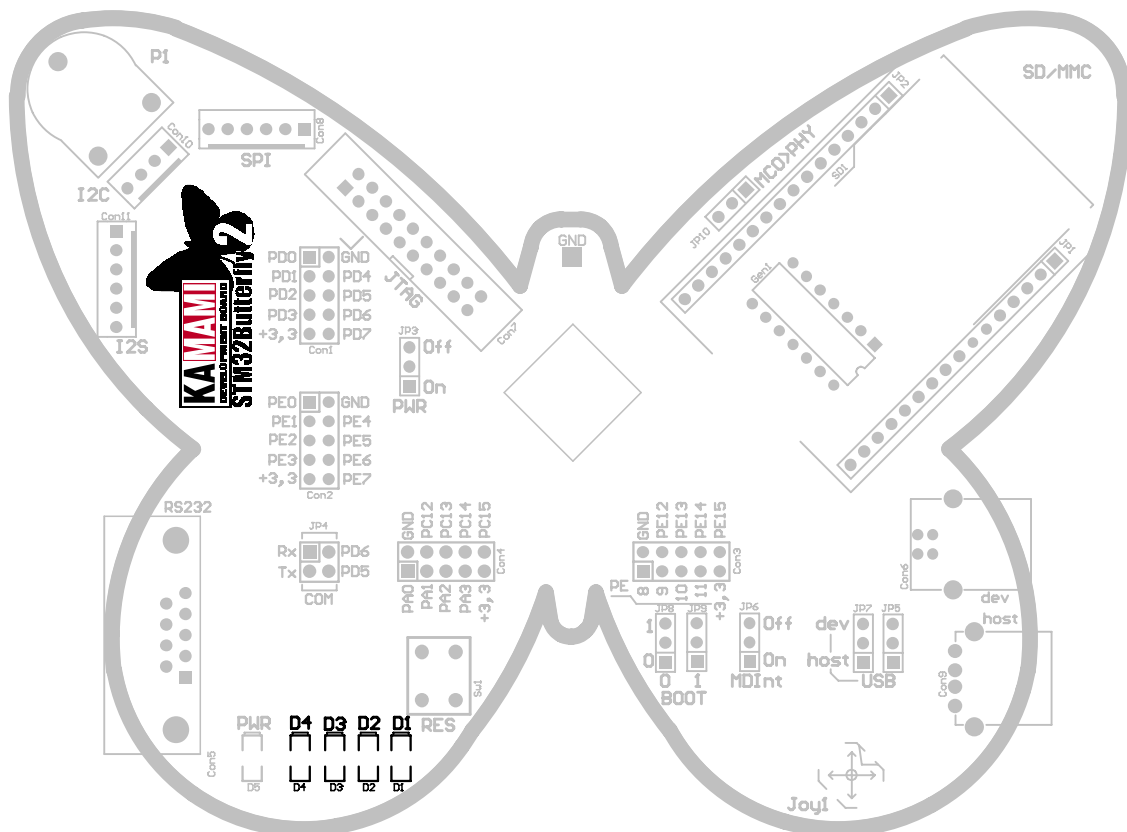 P1
SD/MMC
JP2
Con10
Con8
SPI
MCO>PHY
SD1
I2C
Con11
JP10
GND
JP1
Gen1
KAMAMI
DEVELOPMENT BOARD
STM32Butterfly2
JTAG
Con7
PD0 GND
PD1 PD4
PD2 PD5
PD3 PD6
+3,3 PD7
Con1
I2S
JP3
Off
On
PWR
PE0 GND
PE1 PE4
PE2 PE5
PE3 PE6
+3,3 PE7
Con2
RS232
JP4
Rx PD6
Tx PD5
COM
GND PC12 PC13 PC14 PC15
Con4
PA0 PA1 PA2 PA3 +3,3
GND PE12 PE13 PE14 PE15
Con3
PE 8 9 10 11 +3,3
Con6
dev
JP8 JP9 JP6 JP7 JP5
host
1 Off dev
0 On host
0 1 MDInt USB
BOOT
Con9
Sw1
RES
PWR D4 D3 D2 D1
Con5
D5 D4 D3 D2 D1
Joy1